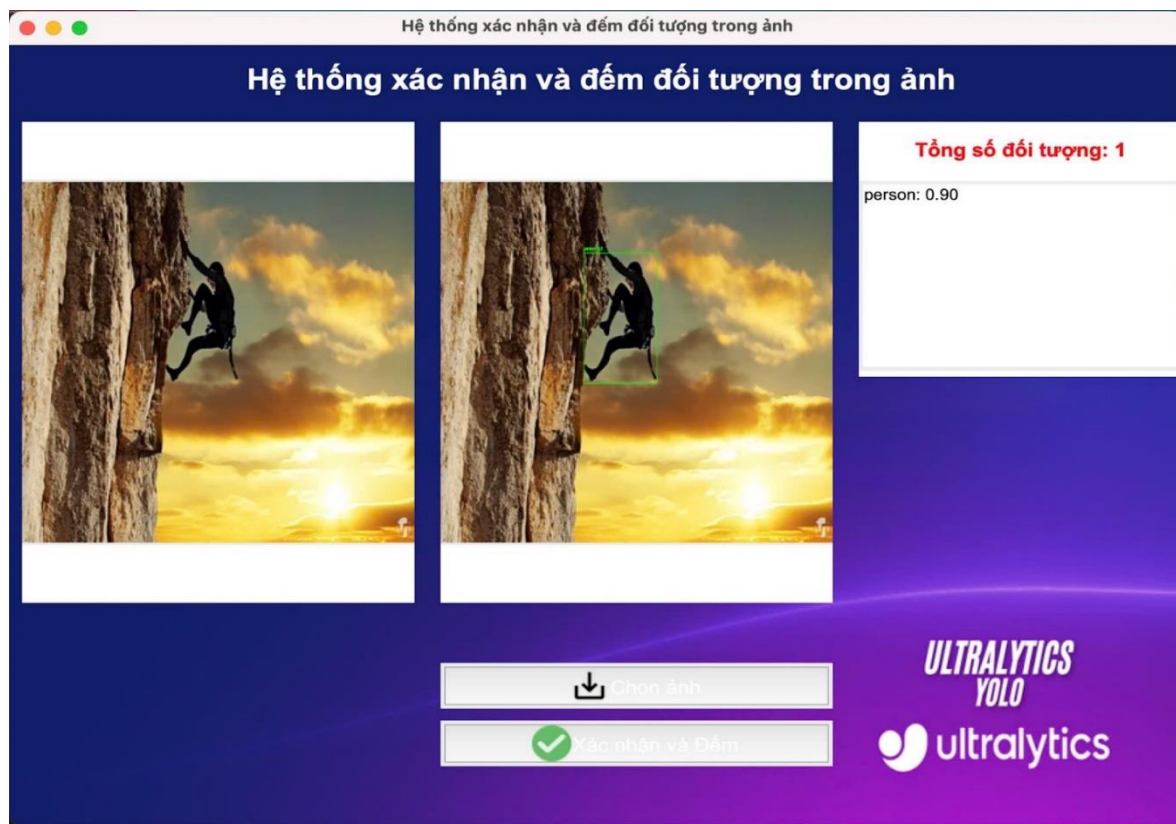 Hệ thống xác nhận và đếm đối tượng trong ảnh
Hệ thống xác nhận và đếm đối tượng trong ảnh
Tổng số đối tượng: 1
person: 0.90
Chọn ảnh
Xác nhận và Đếm
ULTRALYTICS
YOLO
ultralytics